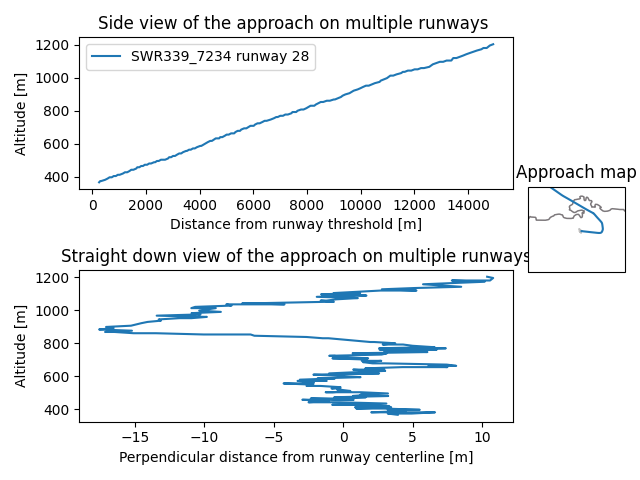 Side view of the approach on multiple runways
SWR339_7234 runway 28
Altitude [m]
1200
1000
800
600
400
0 2000 4000 6000 8000 10000 12000 14000
Distance from runway threshold [m]
Approach map
Straight down view of the approach on multiple runways
Altitude [m]
1200
1000
800
600
400
−15 −10 −5 0 5 10
Perpendicular distance from runway centerline [m]